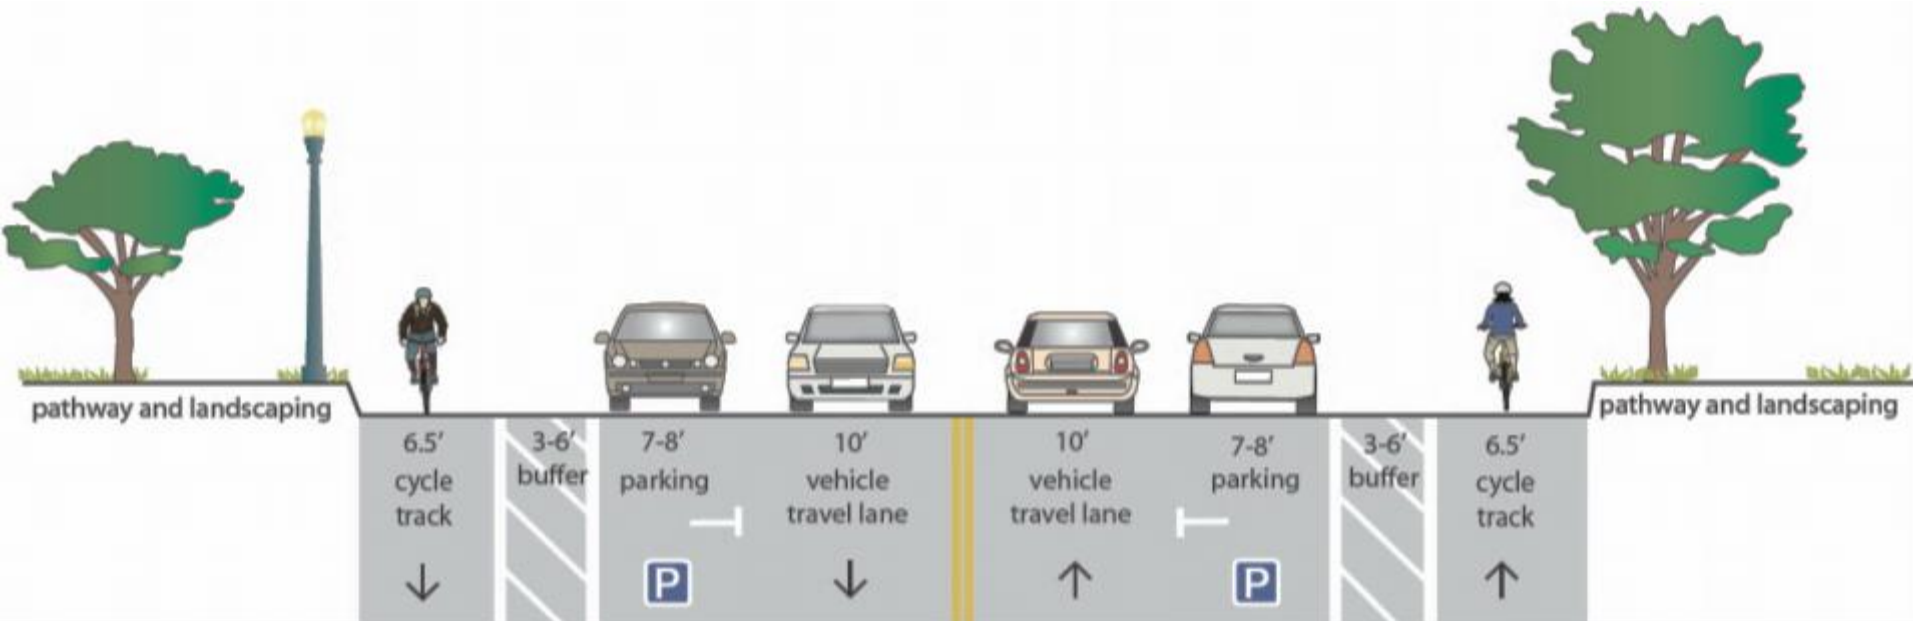 pathway and landscaping
6.5’
cycle
track
3-6’
buffer
7-8’
parking
P
10’
vehicle
travel lane
10’
vehicle
travel lane
7-8’
parking
P
3-6’
buffer
6.5’
cycle
track
pathway and landscaping